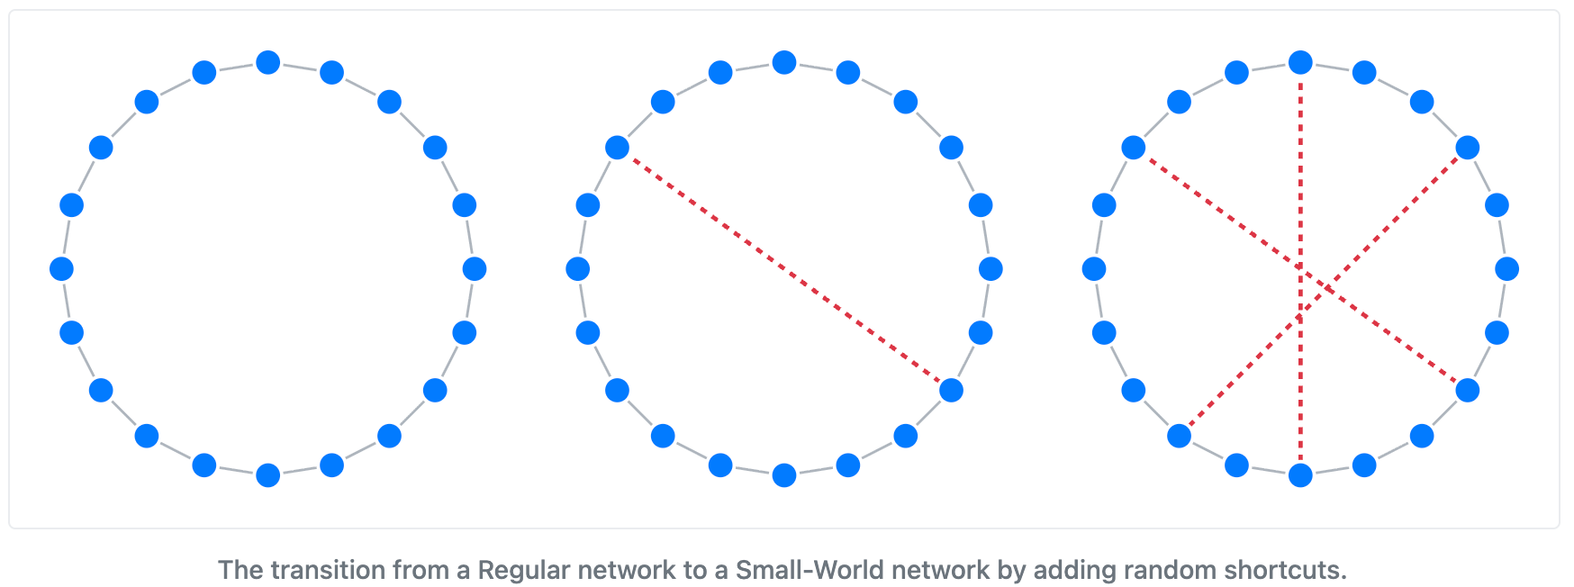 The transition from a Regular network to a Small-World network by adding random shortcuts.